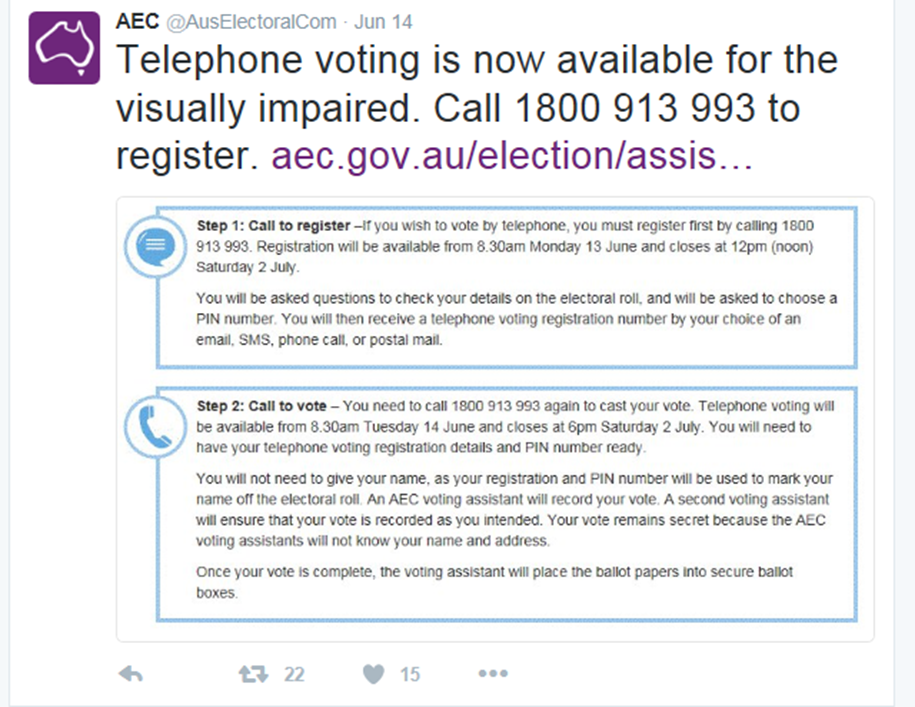 AEC @AusElectoralCom · Jun 14
Telephone voting is now available for the
visually impaired. Call 1800 913 993 to
register. aec.gov.au/election/assis...
Step 1: Call to register –If you wish to vote by telephone, you must register first by calling 1800
913 993. Registration will be available from 8.30am Monday 13 June and closes at 12pm (noon)
Saturday 2 July.
You will be asked questions to check your details on the electoral roll, and will be asked to choose a
PIN number. You will then receive a telephone voting registration number by your choice of an
email, SMS, phone call, or postal mail.
Step 2: Call to vote – You need to call 1800 913 993 again to cast your vote. Telephone voting will
be available from 8.30am Tuesday 14 June and closes at 6pm Saturday 2 July. You will need to
have your telephone voting registration details and PIN number ready.
You will not need to give your name, as your registration and PIN number will be used to mark your
name off the electoral roll. An AEC voting assistant will record your vote. A second voting assistant
will ensure that your vote is recorded as you intended. Your vote remains secret because the AEC
voting assistants will not know your name and address.
Once your vote is complete, the voting assistant will place the ballot papers into secure ballot
boxes.
22 15